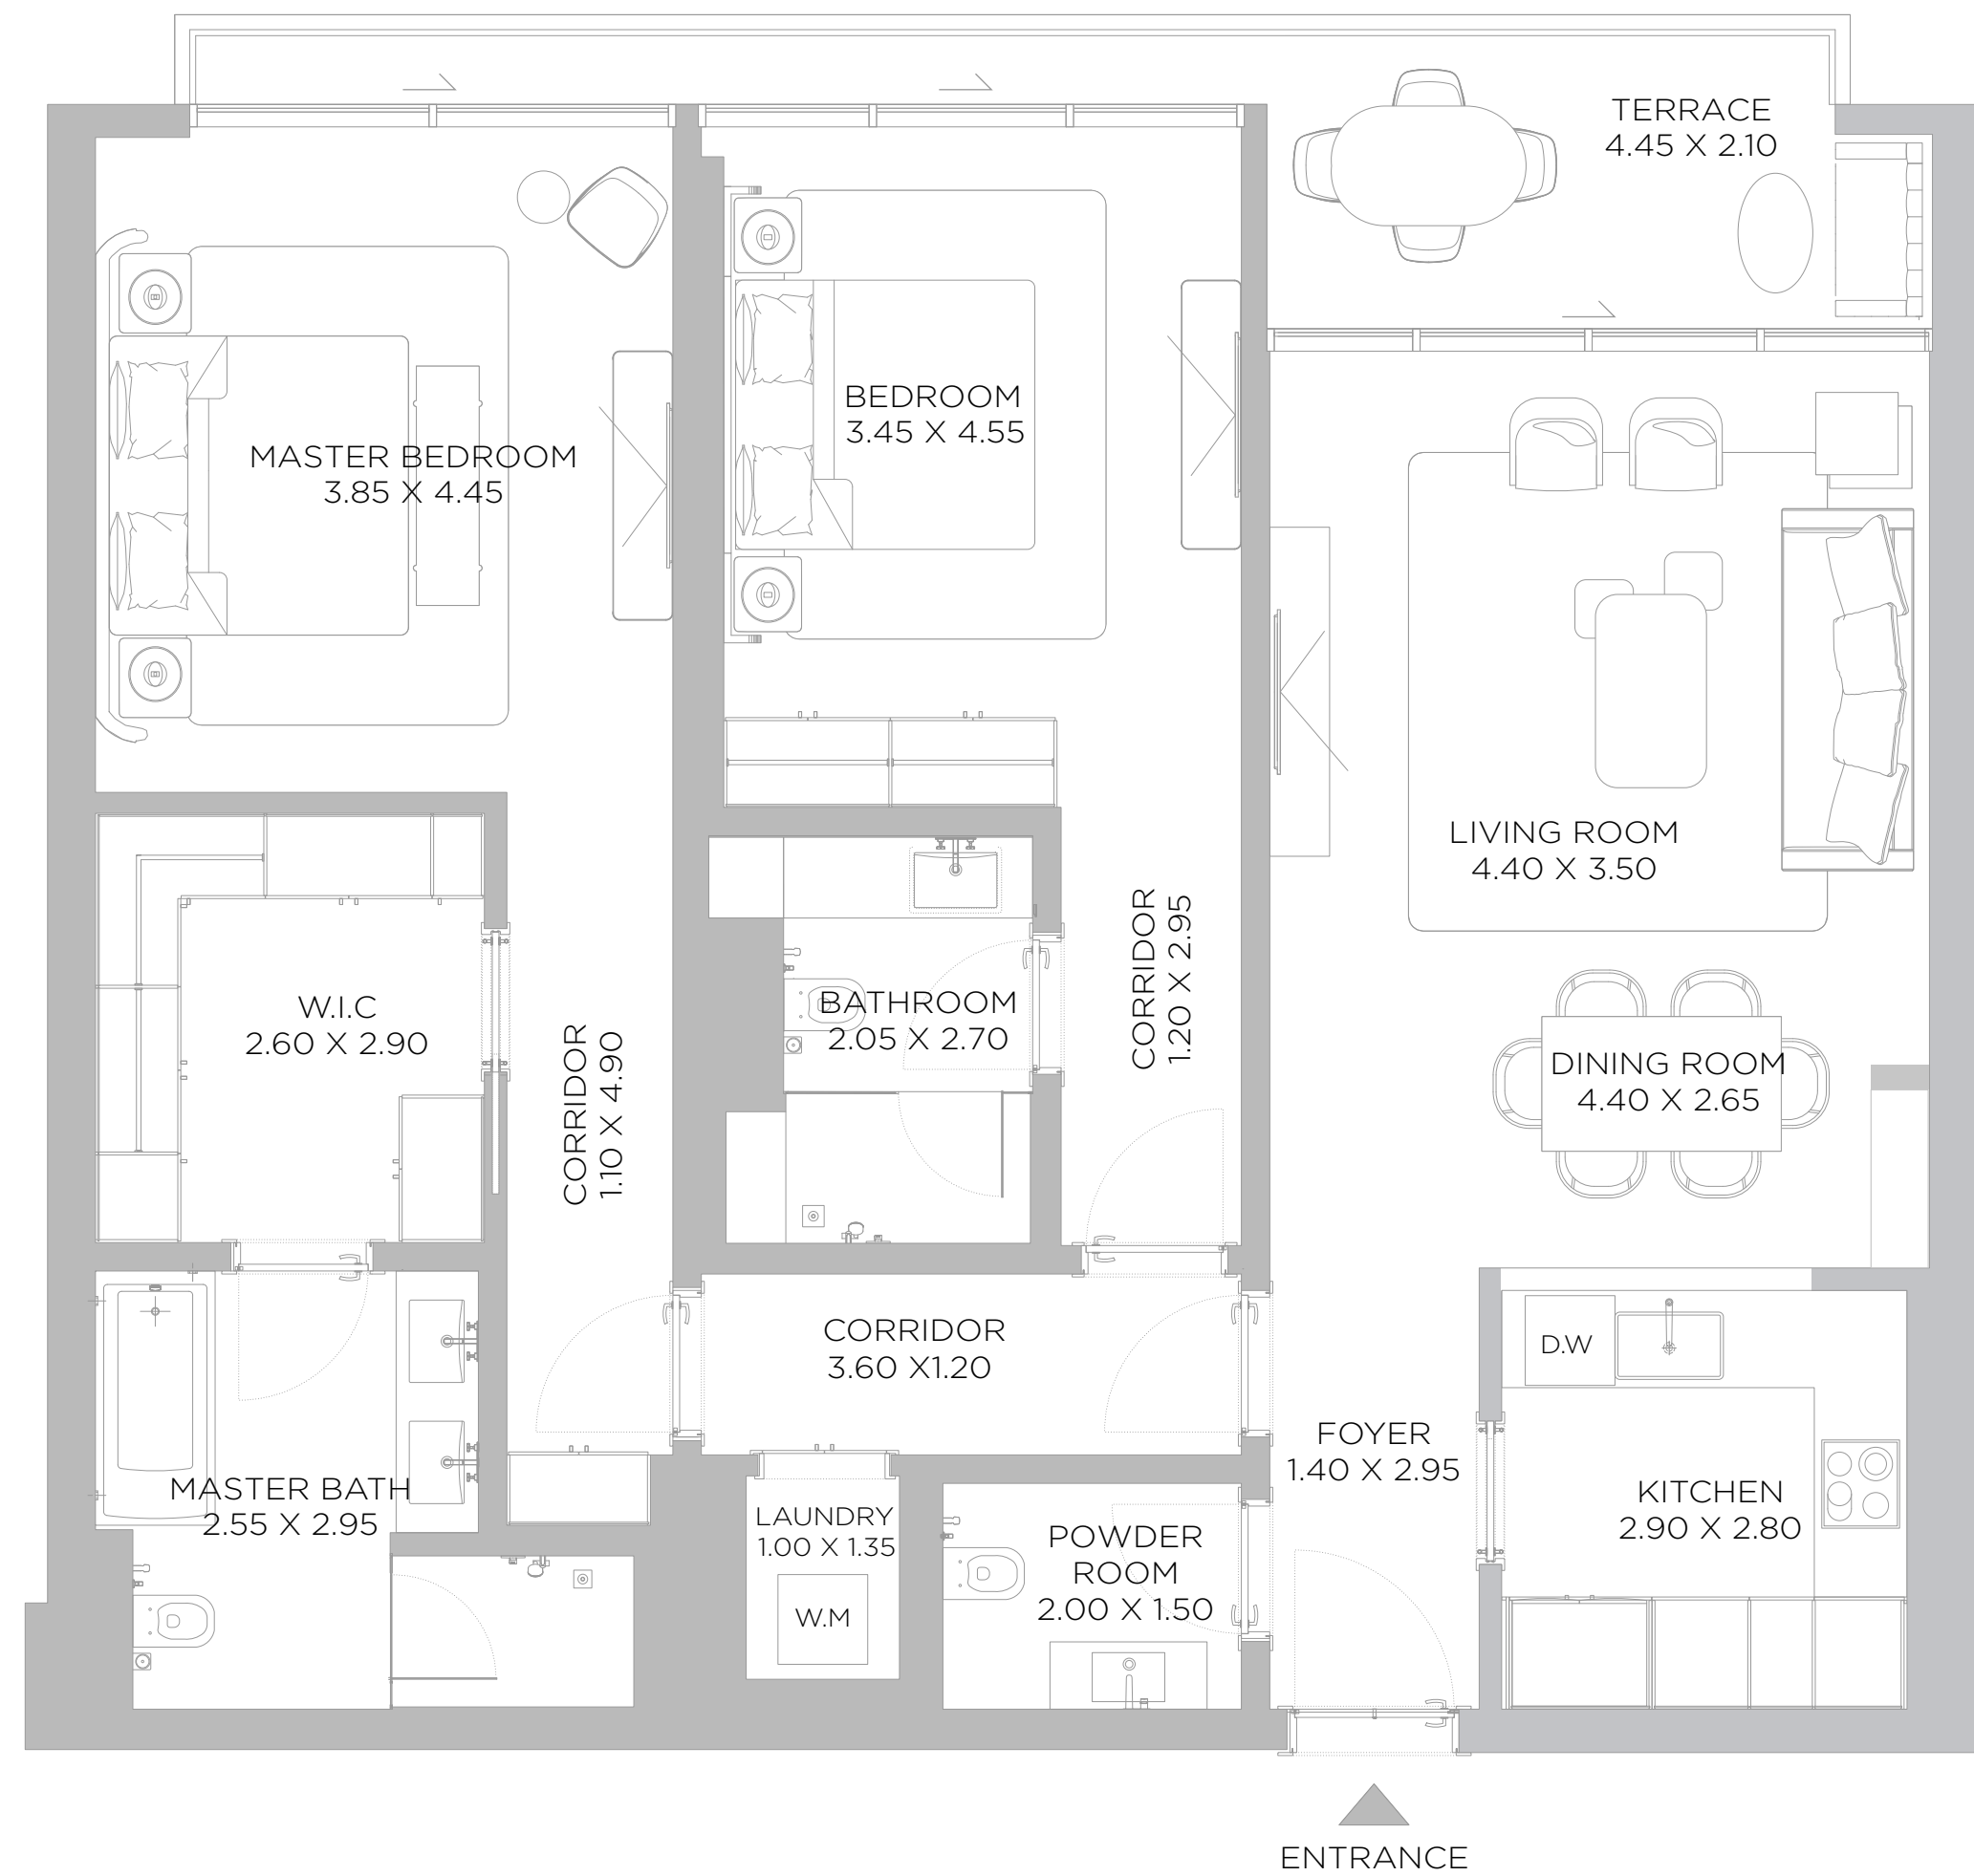 TERRACE
4.45 X 2.10
BEDROOM
3.45 X 4.55
MASTER BEDROOM
3.85 X 4.45
LIVING ROOM
4.40 X 3.50
W.I.C
2.60 X 2.90
CORRIDOR
1.10 X 4.90
BATHROOM
2.05 X 2.70
CORRIDOR
1.20 X 2.95
DINING ROOM
4.40 X 2.65
CORRIDOR
3.60 X1.20
D.W
FOYER
1.40 X 2.95
MASTER BATH
2.55 X 2.95
LAUNDRY
1.00 X 1.35
W.M
POWDER
ROOM
2.00 X 1.50
KITCHEN
2.90 X 2.80
ENTRANCE